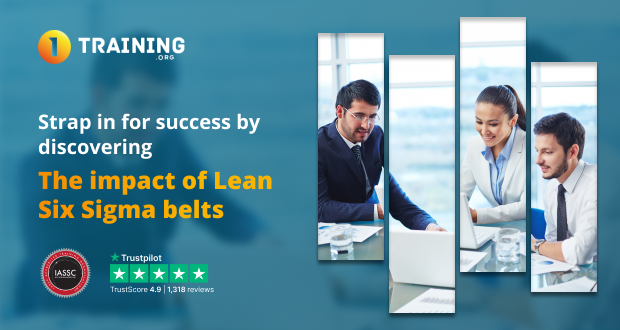 1 TRAINING
.ORG
Strap in for success by
discovering
The impact of Lean
Six Sigma belts
IASSC
Trustpilot
TrustScore 4.9 | 1,318 reviews